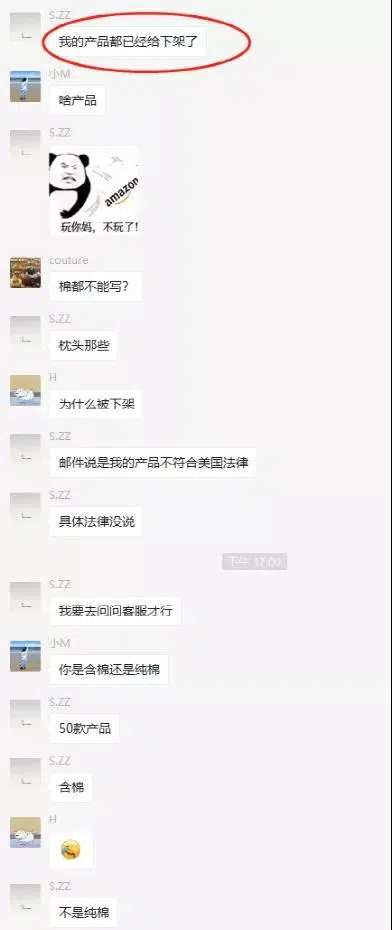 S.ZZ
我的产品都已经给下架了
小M
啥产品
S.ZZ
amazon
玩你妈，不玩了！
couture
棉都不能写？
S.ZZ
枕头那些
H
为什么被下架
S.ZZ
邮件说是我的产品不符合美国法律
S.ZZ
具体法律没说
下午 17:00
S.ZZ
我要去问问客服才行
小M
你是含棉还是纯棉
S.ZZ
50款产品
S.ZZ
含棉
H
S.ZZ
不是纯棉